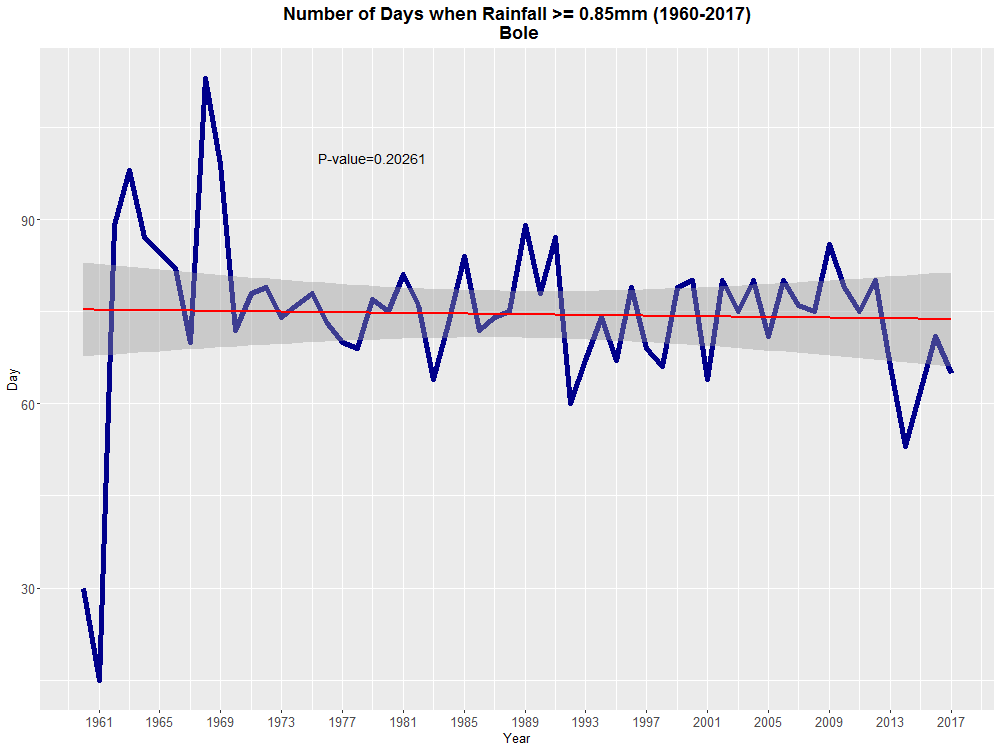 Number of Days when Rainfall >= 0.85mm (1960-2017)
Bole
P-value=0.20261
90
60
30
Day
1961 1965 1969 1973 1977 1981 1985 1989 1993 1997 2001 2005 2009 2013 2017
Year